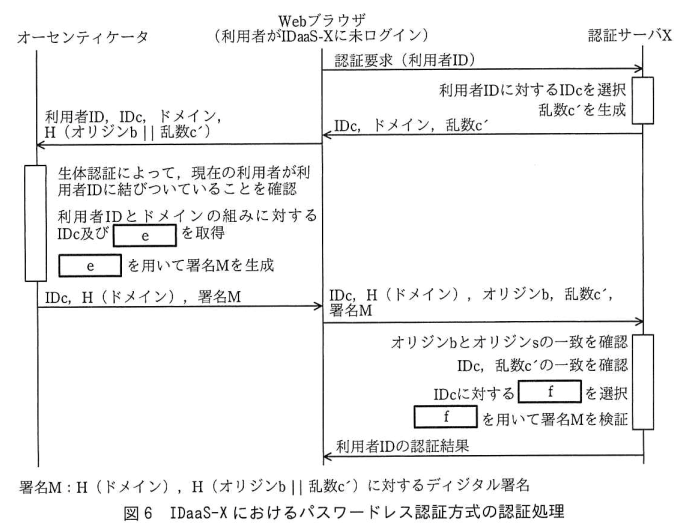 Webブラウザ
オーセンティケータ (利用者がIDaaS-Xに未ログイン) 認証サーバX
認証要求(利用者ID)
利用者IDに対するIDcを選択
乱数c´を生成
利用者ID,IDc,ドメイン,
H(オリジンb || 乱数c´)
IDc,ドメイン,乱数c´
生体認証によって,現在の利用者が利
用者IDに結びついていることを確認
利用者IDとドメインの組みに対する
IDc及び e を取得
e を用いて署名Mを生成
IDc,H(ドメイン),署名M
IDc,H(ドメイン),オリジンb,乱数c´,
署名M
オリジンbとオリジンsの一致を確認
IDc,乱数c´の一致を確認
IDcに対する f を選択
f を用いて署名Mを検証
利用者IDの認証結果
署名M:H(ドメイン),H(オリジンb || 乱数c´)に対するディジタル署名
図6 IDaaS-Xにおけるパスワードレス認証方式の認証処理